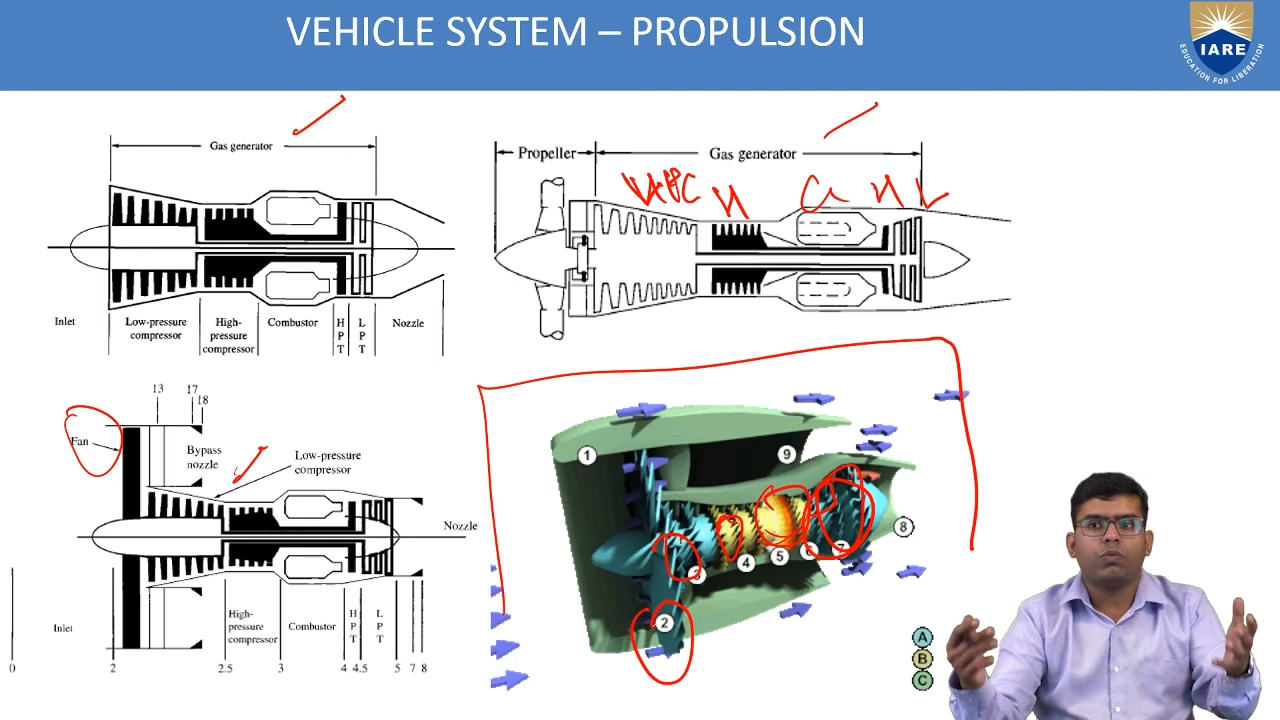 VEHICLE SYSTEM – PROPULSION
IARE
EDUCATION FOR LIBERATION
Gas generator
Inlet
Low-pressure
compressor
High-
pressure
compressor
Combustor
H
P
T
L
P
T
Nozzle
Propeller
Gas generator
13
17
18
Fan
Bypass
nozzle
Low-pressure
compressor
Nozzle
Inlet
High-
pressure
compressor
Combustor
H
P
T
L
P
T
0
2
2.5
3
4
4.5
5
7
8
1
9
8
3
4
5
7
2
A
B
C